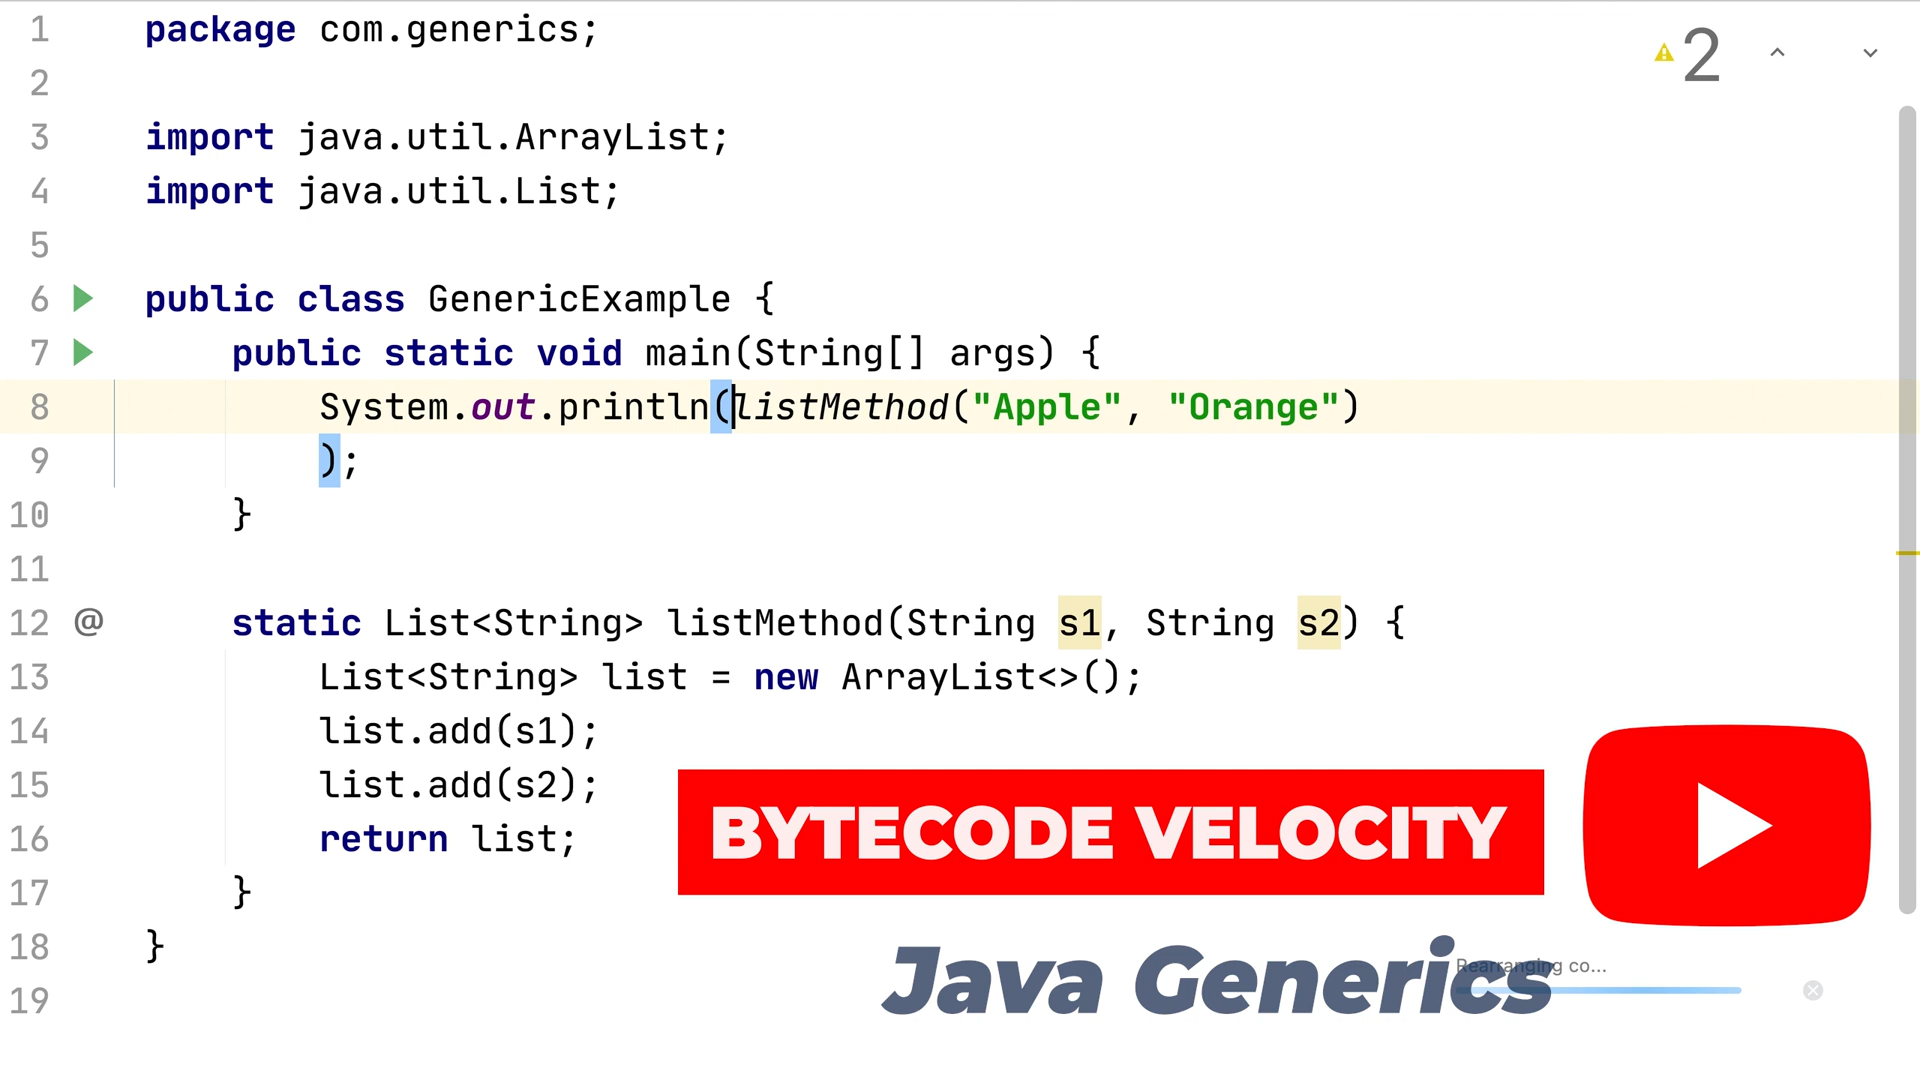 1 package com.generics;
2
3 import java.util.ArrayList;
4 import java.util.List;
5
6 public class GenericExample {
7 public static void main(String[] args) {
8 System.out.println(listMethod("Apple", "Orange")
9 );
10 }
11
12 @ static List<String> listMethod(String s1, String s2) {
13 List<String> list = new ArrayList<>();
14 list.add(s1);
15 list.add(s2);
16 return list;
17 }
18 }
19
2
BYTECODE VELOCITY
Java Generics
Rearranging co...